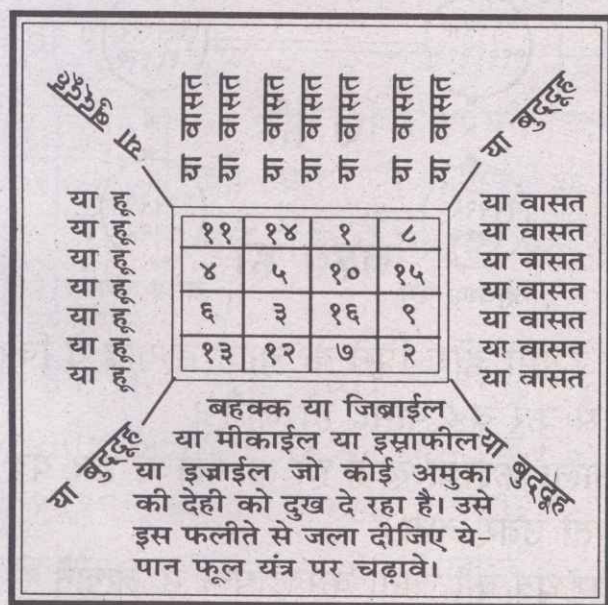 या बुद्दूह
या वासत
या वासत
या वासत
या वासत
या वासत
या वासत
या वासत
या बुद्दूह
या हूहू
या हूहू
या हूहू
या हूहू
या हूहू
या हूहू
या हूहू
११ १४ १ ८
४ ५ १० १५
६ ३ १६ ९
१३ १२ ७ २
या वासत
या वासत
या वासत
या वासत
या वासत
या वासत
या वासत
या बुद्दूह
बहक्क या जिब्राईल
या मीकाईल या इस्राफील
या इज्राईल जो कोई अमुका
की देही को दुख दे रहा है। उसे
इस फलीते से जला दीजिए ये-
पान फूल यंत्र पर चढ़ावे।
या बुद्दूह